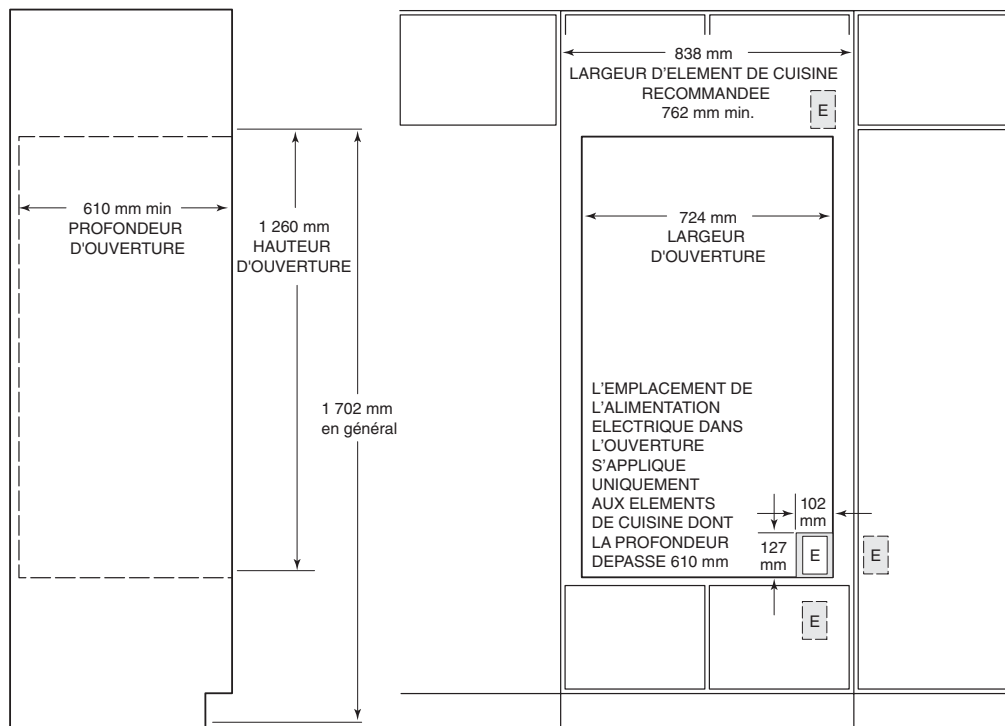 838 mm
LARGEUR D'ELEMENT DE CUISINE
RECOMMANDEE
762 mm min.
E
610 mm min
PROFONDEUR
D'OUVERTURE
1 260 mm
HAUTEUR
D'OUVERTURE
724 mm
LARGEUR
D'OUVERTURE
1 702 mm
en général
L'EMPLACEMENT DE
L'ALIMENTATION
ELECTRIQUE DANS
L'OUVERTURE
S'APPLIQUE
UNIQUEMENT
AUX ELEMENTS
DE CUISINE DONT
LA PROFONDEUR
DEPASSE 610 mm
102
mm
127
mm
E
E
E